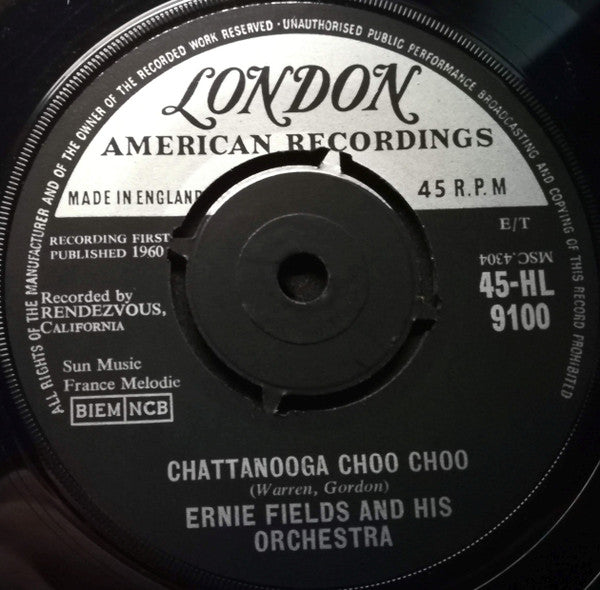 ALL RIGHTS OF THE MANUFACTURER AND OF THE OWNER OF THE RECORDED WORK RESERVED · UNAUTHORISED PUBLIC PERFORMANCE BROADCASTING AND COPYING OF THIS RECORD PROHIBITED
LONDON
AMERICAN RECORDINGS
MADE IN ENGLAND
45 R.P.M
E/T
RECORDING FIRST
PUBLISHED 1960
MSC.4304
45-HL
9100
Recorded by
RENDEZVOUS,
CALIFORNIA
Sun Music
France Melodic
BIEM NCB
CHATTANOOGA CHOO CHOO
(Warren, Gordon)
ERNIE FIELDS AND HIS
ORCHESTRA